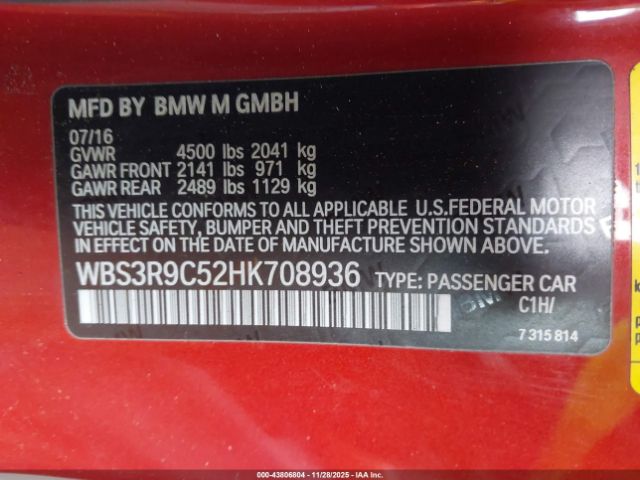 MFD BY BMW M GMBH
07/16
GVWR 4500 lbs 2041 kg
GAWR FRONT 2141 lbs 971 kg
GAWR REAR 2489 lbs 1129 kg
THIS VEHICLE CONFORMS TO ALL APPLICABLE U.S.FEDERAL MOTOR
VEHICLE SAFETY, BUMPER AND THEFT PREVENTION STANDARDS
IN EFFECT ON THE DATE OF MANUFACTURE SHOWN ABOVE.
WBS3R9C52HK708936 TYPE: PASSENGER CAR
C1H/
7 315 814
000-43806804 - 11/28/2025 - IAAI.COM